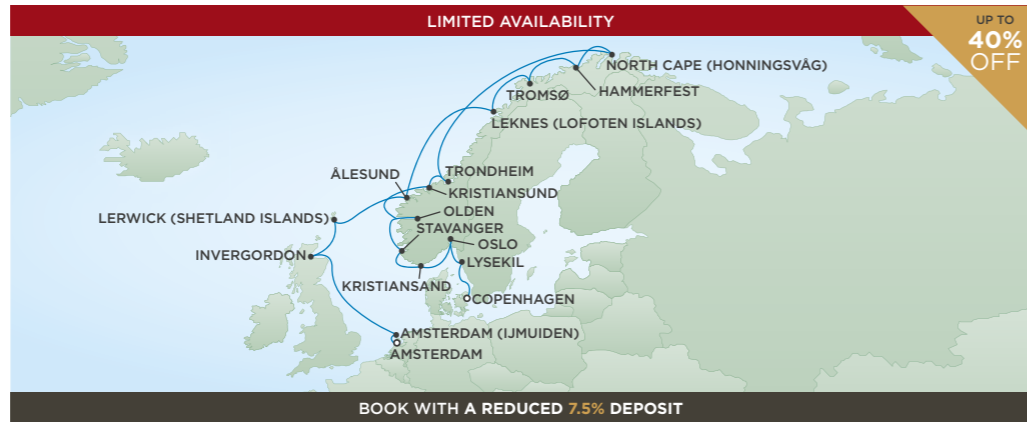 LIMITED AVAILABILITY
UP TO
40%
OFF
NORTH CAPE (HONNINGSVÅG)
HAMMERFEST
TROMSØ
LEKNES (LOFOTEN ISLANDS)
TRONDHEIM
ÅLESUND
KRISTIANSUND
OLDEN
LERWICK (SHETLAND ISLANDS)
STAVANGER
OSLO
INVERGORDON
LYSEKIL
KRISTIANSAND
COPENHAGEN
AMSTERDAM (IJMUIDEN)
AMSTERDAM
BOOK WITH A REDUCED 7.5% DEPOSIT